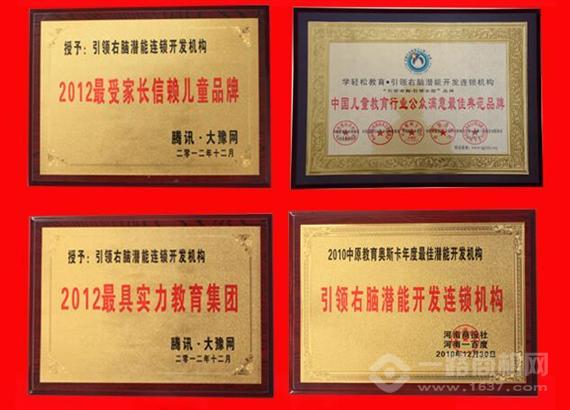 授予：引领右脑潜能连锁开发机构
2012最受家长信赖儿童品牌
腾讯·大豫网
二零一二年十二月
学轻松教育·引领右脑潜能开发连锁机构
中国儿童教育行业公众满意最佳典范品牌
授予：引领右脑潜能连锁开发机构
2012最具实力教育集团
腾讯·大豫网
二零一二年十二月
2010中原教育奥斯卡年度最佳潜能开发机构
引领右脑潜能开发连锁机构
河南商报社
河南一百度
2010年12月30日
一路商机网
www.1637.com